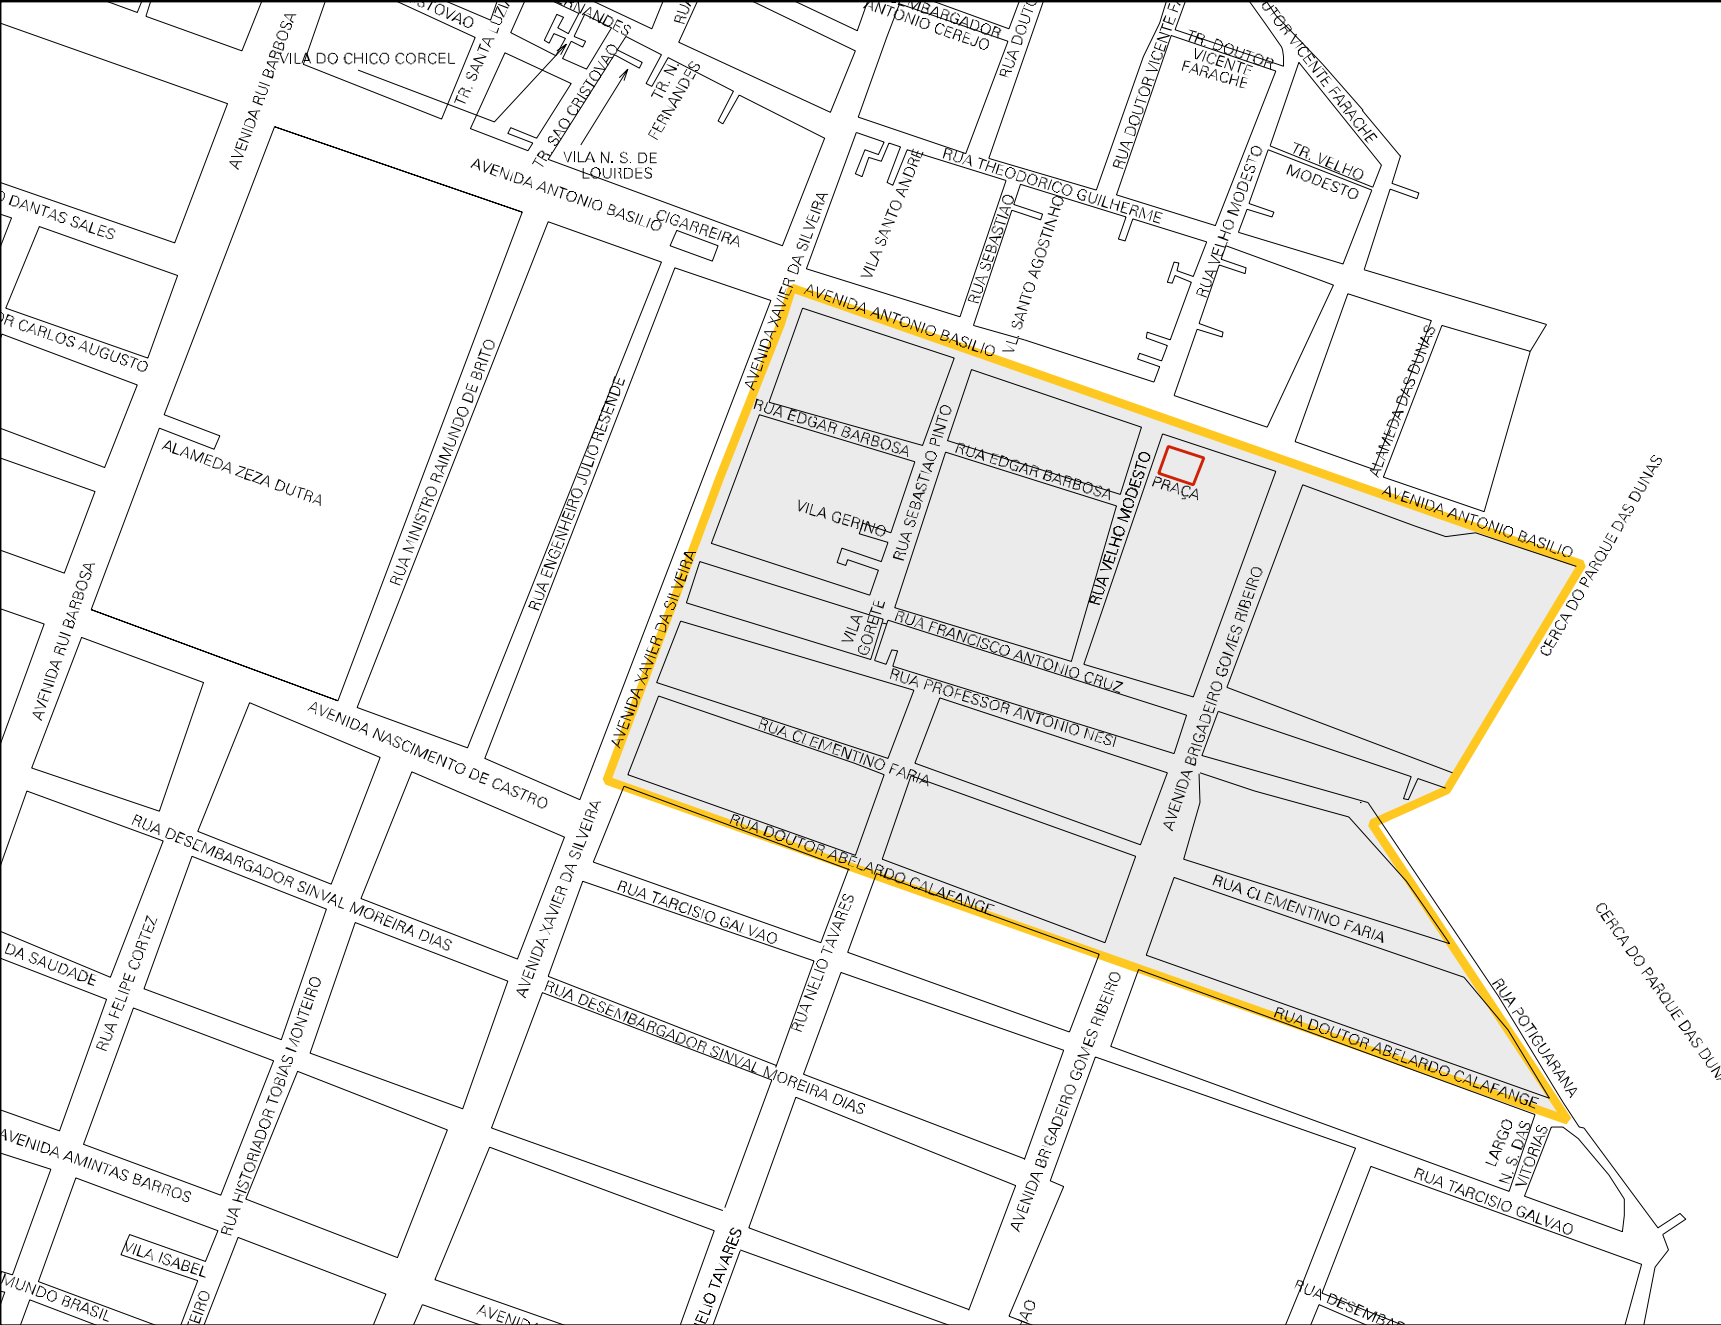 AVENIDA RUI BARBOSA
VILA DO CHICO CORCEL
TR. SAO CRISTOVAO
TR. N.
FERNANDES
VILA N. S. DE
LOURDES
AVENIDA ANTONIO BASILIO
CIGARREIRA
ANTONIO CEREJO
TR. DOUTOR
VICENTE
FARACHE
RUA THEODORICO GUILHERME
TR. VELHO
MODESTO
RUA VELHO MODESTO
VILA SANTO ANDRE
RUA SEBASTIAO
VL. SANTO AGOSTINHO
DANTAS SALES
CARLOS AUGUSTO
ALAMEDA ZEZA DUTRA
RUA MINISTRO RAIMUNDO DE BRITO
RUA ENGENHEIRO JULIO RESENDE
AVENIDA XAVIER DA SILVEIRA
AVENIDA XAVIER DA SILVEIRA
AVENIDA ANTONIO BASILIO
ALAMEDA DAS DUNAS
AVENIDA ANTONIO BASILIO
CERCA DO PARQUE DAS DUNAS
RUA EDGAR BARBOSA
RUA SEBASTIAO PINTO
RUA EDGAR BARBOSA
RUA VELHO MODESTO
PRAÇA
VILA GERINO
VILA
GORETE
RUA FRANCISCO ANTONIO CRUZ
RUA PROFESSOR ANTONIO NESI
AVENIDA BRIGADEIRO GOMES RIBEIRO
RUA CLEMENTINO FARIA
RUA DOUTOR ABELARDO CALAFANGE
RUA CLEMENTINO FARIA
RUA DOUTOR ABELARDO CALAFANGE
RUA POTIGUARANA
CERCA DO PARQUE DAS
AVENIDA RUI BARBOSA
AVENIDA NASCIMENTO DE CASTRO
RUA DESEMBARGADOR SINVAL MOREIRA DIAS
AVENIDA XAVIER DA SILVEIRA
RUA TARCISIO GALVAO
RUA NELIO TAVARES
RUA DESEMBARGADOR SINVAL MOREIRA DIAS
AVENIDA BRIGADEIRO GOMES RIBEIRO
DA SAUDADE
RUA FELIPE CORTEZ
RUA HISTORIADOR TOBIAS MONTEIRO
AVENIDA AMINTAS BARROS
VILA ISABEL
MUNDO BRASIL
TAVARES
LARGO
N. S. DAS
VITORIAS
RUA TARCISIO GALVAO